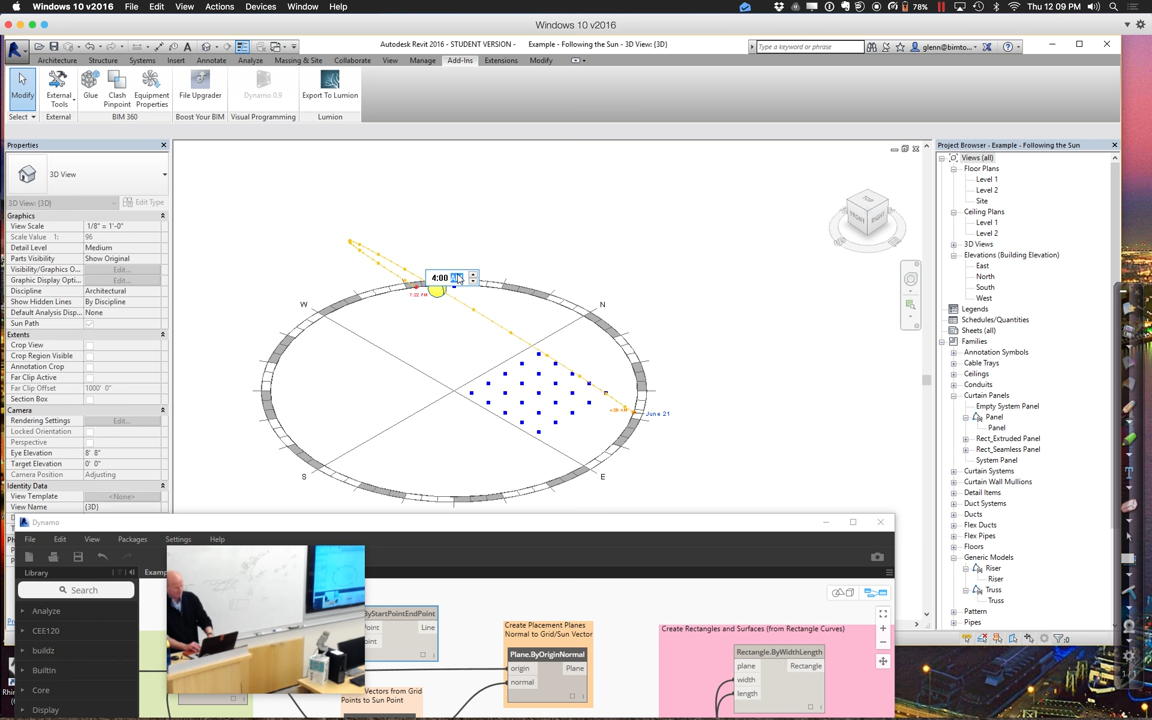 Windows 10 v2016 File Edit View Actions Devices Window Help 78% Thu 12 09 PM
Windows 10 v2016
Autodesk Revit 2016 - STUDENT VERSION - Example - Following the Sun - 3D View: {3D} Type a keyword or phrase glenn@bimto...
Architecture Structure Systems Insert Annotate Analyze Massing & Site Collaborate View Manage Add-Ins Extensions Modify
Modify External Tools Glue Clash Pinpoint Equipment Properties File Upgrader Dynamo 0.9 Export To Lumion
Select External BIM 360 Boost Your BIM Visual Programming Lumion
Properties
3D View
3D View: {3D} Edit Type
Graphics
View Scale 1/8" = 1'-0"
Scale Value 1: 96
Detail Level Medium
Parts Visibility Show Original
Visibility/Graphics O... Edit...
Graphic Display Opti... Edit...
Discipline Architectural
Show Hidden Lines By Discipline
Default Analysis Disp... None
Sun Path
Extents
Crop View
Crop Region Visible
Annotation Crop
Far Clip Active
Far Clip Offset 1000' 0"
Section Box
Camera
Rendering Settings Edit...
Locked Orientation
Perspective
Eye Elevation 8' 8"
Target Elevation 0' 0"
Camera Position Adjusting
Identity Data
View Template <None>
View Name {3D}
TOP
FRONT RIGHT
4:00
7:22 PM
W
N
June 21
S
E
Project Browser - Example - Following the Sun
Views (all)
Floor Plans
Level 1
Level 2
Site
Ceiling Plans
Level 1
Level 2
3D Views
Elevations (Building Elevation)
East
North
South
West
Legends
Schedules/Quantities
Sheets (all)
Families
Annotation Symbols
Cable Trays
Ceilings
Conduits
Curtain Panels
Empty System Panel
Panel
Panel
Rect_Extruded Panel
Rect_Seamless Panel
System Panel
Curtain Systems
Curtain Wall Mullions
Detail Items
Duct Systems
Ducts
Flex Ducts
Flex Pipes
Floors
Generic Models
Riser
Riser
Truss
Truss
Pattern
Pipes
:0
Dynamo
File Edit View Packages Settings Help
Library
Search
Analyze
CEE120
buildz
BuiltIn
Core
Display
Examp
ByStartPointEndPoint
Point Line
oint
Vectors from Grid
Points to Sun Point
Create Placement Planes
Normal to Grid/Sun Vector
Plane.ByOriginNormal
origin Plane
normal
Create Rectangles and Surfaces (from Rectangle Curves)
Rectangle.ByWidthLength
plane Rectangle
width
length